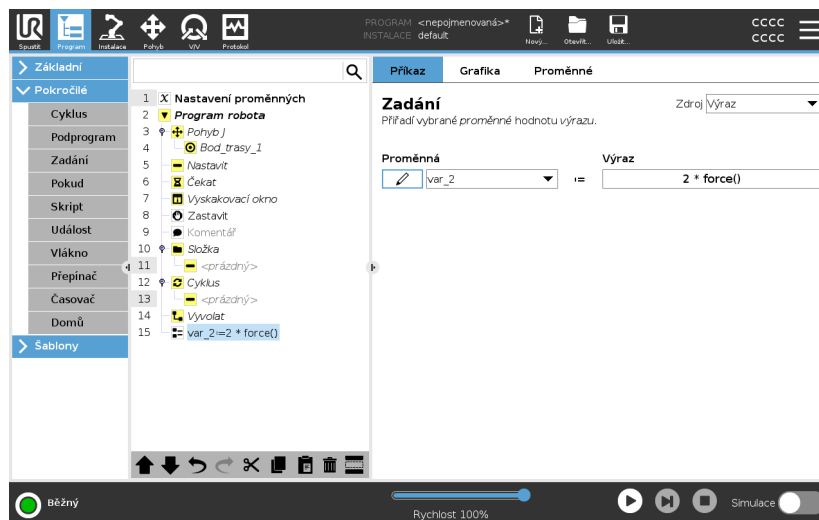 PROGRAM <nepojmenovaná>*
INSTALACE default
cccc
cccc
Spustit Program Instalace Pohyb V/V Protokol Nový... Otevřít... Uložit...
Základní
Pokročilé
Cyklus
Podprogram
Zadání
Pokud
Skript
Událost
Vlákno
Přepínač
Časovač
Domů
Šablony
1 X Nastavení proměnných
2 Program robota
3 Pohyb J
4 Bod_trasy_1
5 Nastavit
6 Čekat
7 Vyskakovací okno
8 Zastavit
9 Komentář
10 Složka
11 <prázdný>
12 Cyklus
13 <prázdný>
14 Vyvolat
15 var_2:=2 * force()
Příkaz Grafika Proměnné
Zadání
Zdroj Výraz
Přiřadí vybrané proměnné hodnotu výrazu.
Proměnná Výraz
var_2 := 2 * force()
Běžný
Rychlost 100%
Simulace